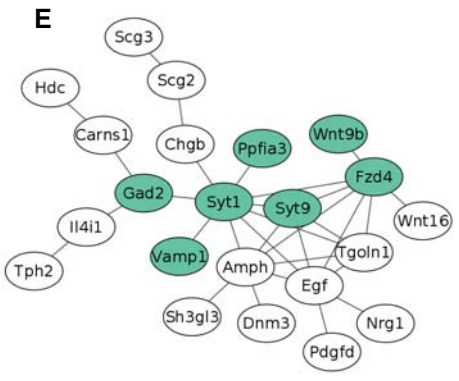 E
Scg3
Scg2
Hdc
Carns1
Chgb
Ppfia3
Wnt9b
Fzd4
Gad2
Syt1
Syt9
Wnt16
Il4i1
Vamp1
Amph
Tgoln1
Tph2
Egf
Sh3gl3
Dnm3
Nrg1
Pdgfd